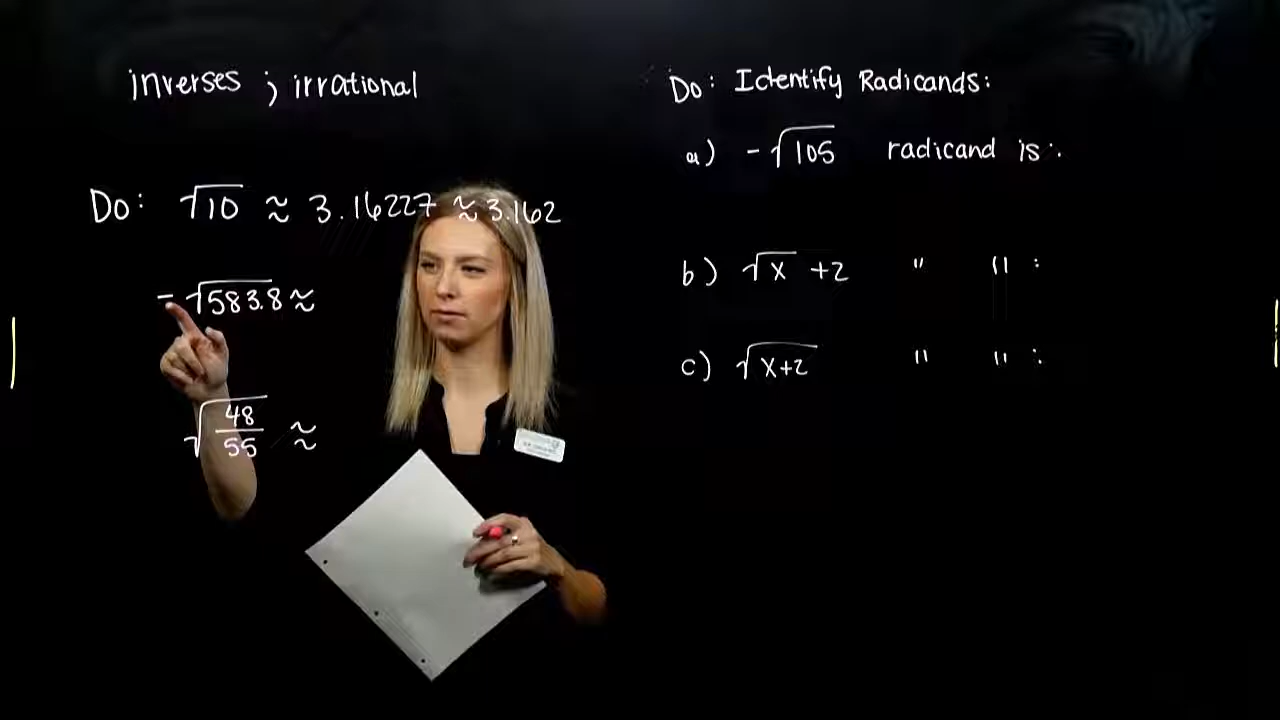 inverses ; irrational
Do: √10 ≈ 3.16227 ≈ 3.162
-√583.8 ≈
√48/55 ≈
Do: Identify Radicands:
a) -√105 radicand is:
b) √x +2 " " :
c) √x+2 " " :